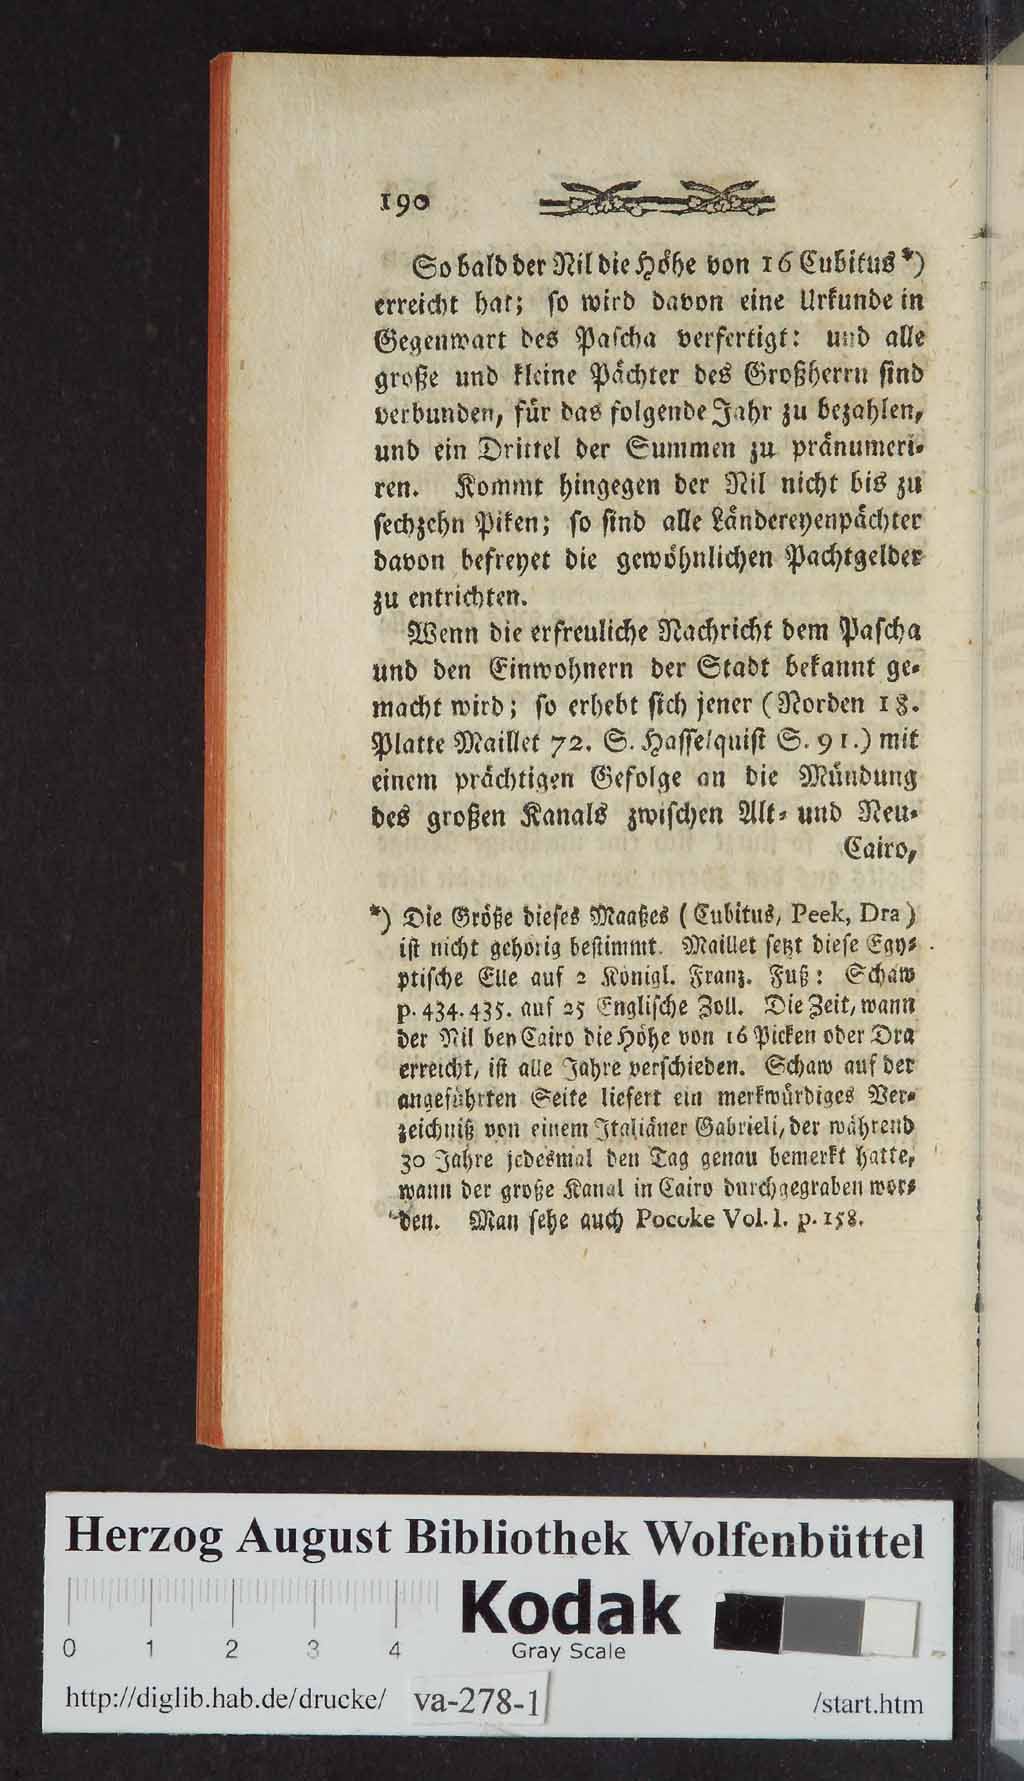 190
So bald der Nil die Höhe von 16 Cubitus*)
erreicht hat; so wird davon eine Urkunde in
Gegenwart des Pascha verfertigt: und alle
große und kleine Pächter des Großherrn sind
verbunden, für das folgende Jahr zu bezahlen,
und ein Drittel der Summen zu pränumeri-
ren. Kommt hingegen der Nil nicht bis zu
sechzehn Piken; so sind alle Ländereyenpächter
davon befreyet die gewöhnlichen Pachtgelder
zu entrichten.
Wenn die erfreuliche Nachricht dem Pascha
und den Einwohnern der Stadt bekannt ge-
macht wird; so erhebt sich jener (Norden 18.
Platte Maillet 72. S. Hasselquist S. 91.) mit
einem prächtigen Gefolge an die Mündung
des großen Kanals zwischen Alt- und Neu-
Cairo,
*) Die Größe dieses Maaßes (Cubitus, Peek, Dra)
ist nicht gehörig bestimmt. Maillet setzt diese Egy-
ptische Elle auf 2 Königl. Franz. Fuß: Schaw
p. 434. 435. auf 25 Englische Zoll. Die Zeit, wann
der Nil bey Cairo die Höhe von 16 Picken oder Dra
erreicht, ist alle Jahre verschieden. Schaw auf der
angeführten Seite liefert ein merkwürdiges Ver-
zeichniß von einem Italiäner Gabrieli, der während
30 Jahre jedesmal den Tag genau bemerkt hatte,
wann der große Kanal in Cairo durchgegraben wor-
den. Man sehe auch Pocoke Vol. I. p. 158.
Herzog August Bibliothek Wolfenbüttel
0 1 2 3 4
Kodak
Gray Scale
http://diglib.hab.de/drucke/ va-278-1 /start.htm